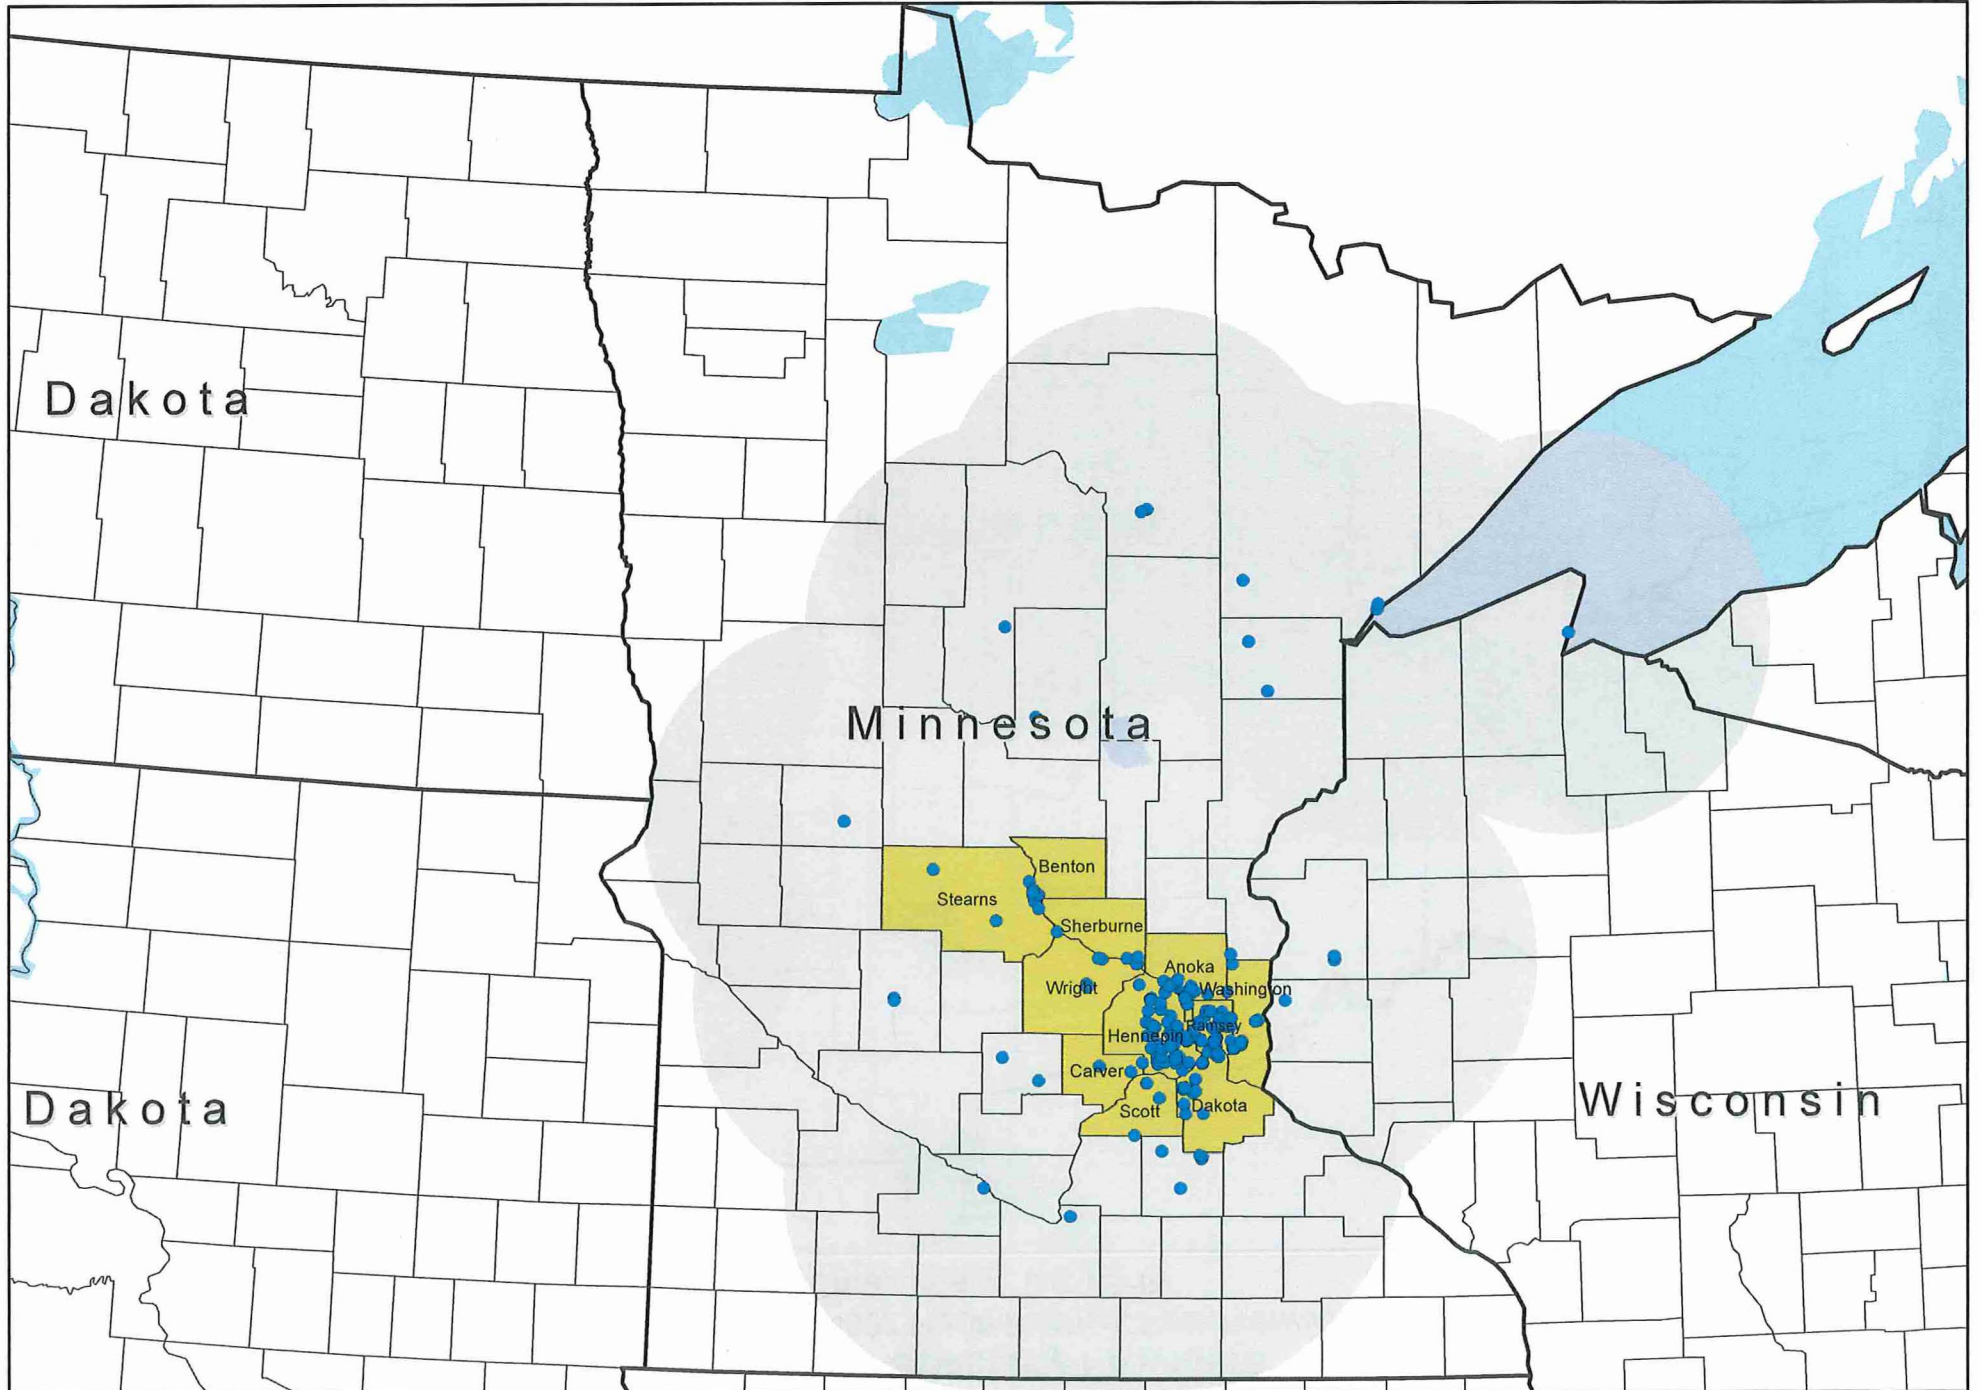 Dakota
Minnesota
Benton
Stearns
Sherburne
Anoka
Wright
Washington
Ramsey
Hennepin
Carver
Scott
Dakota
Dakota
Wisconsin